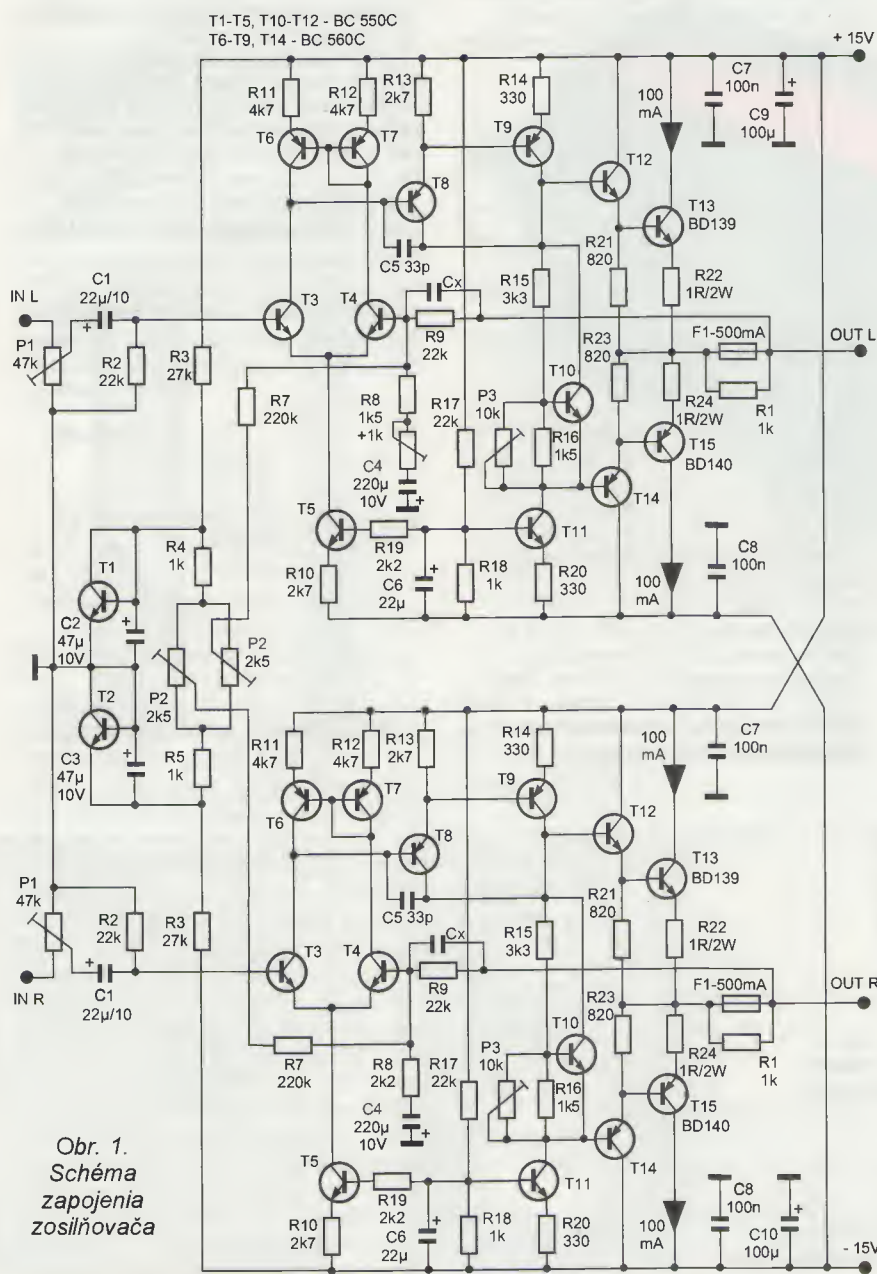 T1-T5, T10-T12 - BC 550C
T6-T9, T14 - BC 560C
+ 15V
R11
4k7
R12
4k7
R13
2k7
R14
330
100
mA
C7
100n
C9
100µ
+
T6
T7
T9
T8
T12
T13
BD139
C5 33p
R21
820
R22
1R/2W
C1
22µ/10
+
IN L
P1
47k
R2
22k
R3
27k
T3
T4
Cx
R9
22k
R15
3k3
R23
820
F1-500mA
OUT L
R7
220k
R8
1k5
+1k
R17
22k
P3
10k
T10
R16
1k5
R24
1R/2W
R1
1k
T15
BD140
C4
220µ
10V
+
T14
T5
R19
2k2
T11
R10
2k7
C6
22µ
+
R18
1k
R20
330
100
mA
C8
100n
T1
R4
1k
C2
47µ
10V
+
P2
2k5
P2
2k5
T2
C3
47µ
10V
+
R5
1k
R11
4k7
R12
4k7
R13
2k7
R14
330
100
mA
C7
100n
T6
T7
T9
T8
T12
T13
BD139
C5 33p
R21
820
R22
1R/2W
P1
47k
R2
22k
R3
27k
T3
T4
Cx
R9
22k
R15
3k3
R23
820
F1-500mA
OUT R
IN R
+
C1
22µ/10
R7
220k
R8
2k2
R17
22k
P3
10k
T10
R16
1k5
R24
1R/2W
R1
1k
T15
BD140
C4
220µ
10V
+
T14
T5
R19
2k2
T11
R10
2k7
C6
22µ
+
R18
1k
R20
330
100
mA
C8
100n
C10
100µ
+
- 15V
Obr. 1.
Schéma
zapojenia
zosilňovača